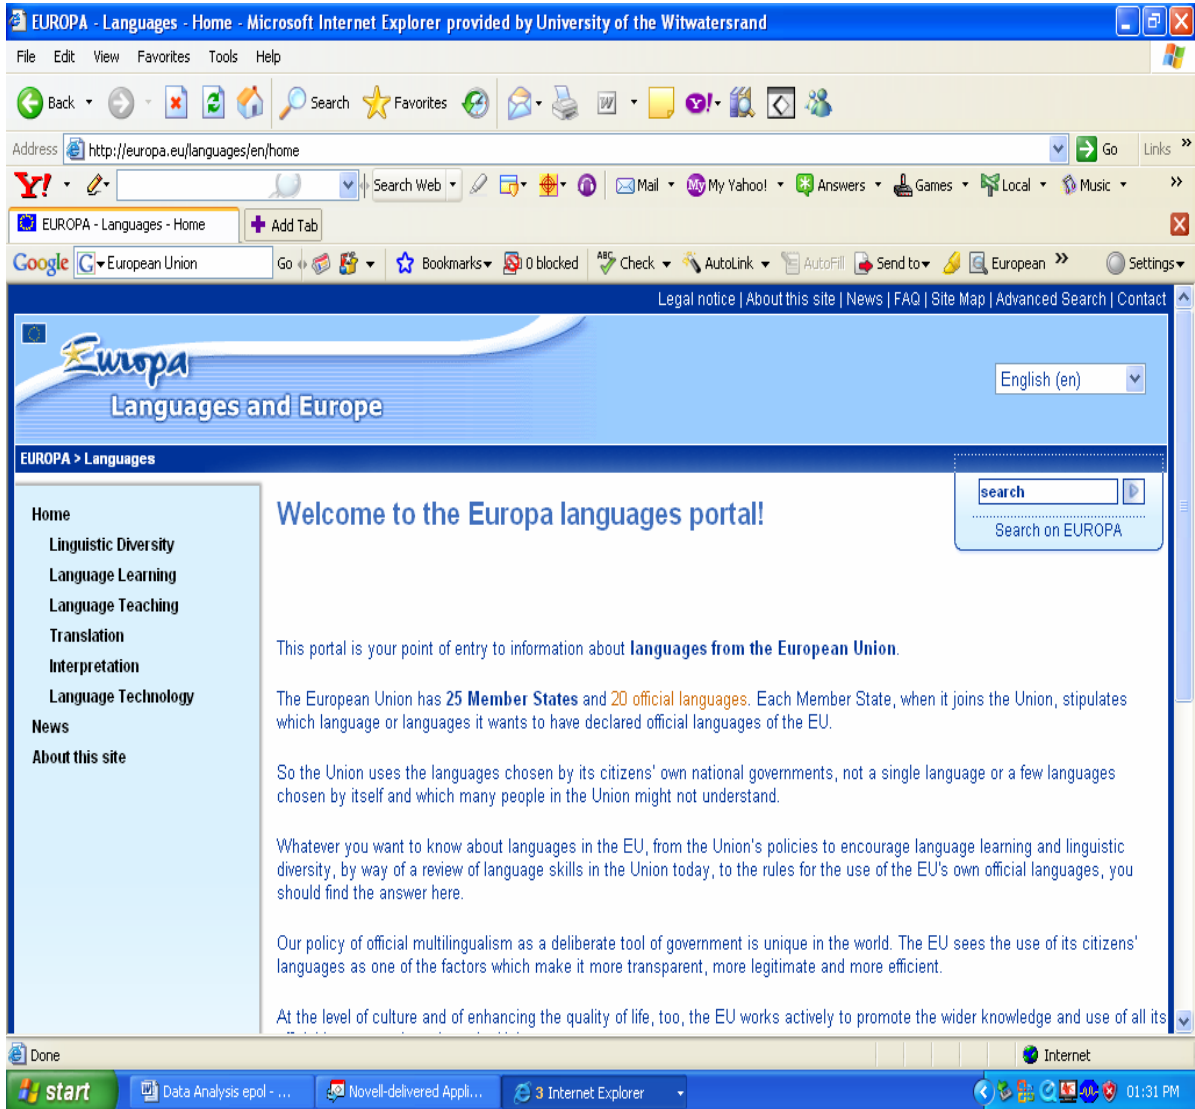 EUROPA - Languages - Home - Microsoft Internet Explorer provided by University of the Witwatersrand
File Edit View Favorites Tools Help
Back Search Favorites
Address http://europa.eu/languages/en/home Go Links »
Y! Search Web Mail My Yahoo! Answers Games Local Music »
EUROPA - Languages - Home Add Tab
Google G European Union Go Bookmarks 0 blocked ABC Check AutoLink AutoFill Send to European » Settings
Legal notice | About this site | News | FAQ | Site Map | Advanced Search | Contact
Europa
English (en)
Languages and Europe
EUROPA > Languages
search
Search on EUROPA
Home
Linguistic Diversity
Language Learning
Language Teaching
Translation
Interpretation
Language Technology
News
About this site
Welcome to the Europa languages portal!
This portal is your point of entry to information about languages from the European Union.
The European Union has 25 Member States and 20 official languages. Each Member State, when it joins the Union, stipulates
which language or languages it wants to have declared official languages of the EU.
So the Union uses the languages chosen by its citizens' own national governments, not a single language or a few languages
chosen by itself and which many people in the Union might not understand.
Whatever you want to know about languages in the EU, from the Union's policies to encourage language learning and linguistic
diversity, by way of a review of language skills in the Union today, to the rules for the use of the EU's own official languages, you
should find the answer here.
Our policy of official multilingualism as a deliberate tool of government is unique in the world. The EU sees the use of its citizens'
languages as one of the factors which make it more transparent, more legitimate and more efficient.
At the level of culture and of enhancing the quality of life, too, the EU works actively to promote the wider knowledge and use of all its
Done Internet
start Data Analysis epol - ... Novell-delivered Appli... 3 Internet Explorer 01:31 PM